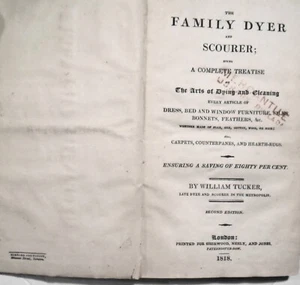 THE
FAMILY DYER
AND
SCOURER;
BEING
A COMPLETE TREATISE
ON
The Arts of Dying and Cleaning
EVERY ARTICLE OF
DRESS, BED AND WINDOW FURNITURE, SILKS,
BONNETS, FEATHERS, &c.
WHETHER MADE OF FLAX, SILK, COTTON, WOOL, OR HAIR;
ALSO,
CARPETS, COUNTERPANES, AND HEARTH-RUGS.
ENSURING A SAVING OF EIGHTY PER CENT.
BY WILLIAM TUCKER,
LATE DYER AND SCOURER IN THE METROPOLIS.
SECOND EDITION.
London:
PRINTED FOR SHERWOOD, NEELY, AND JONES,
PATERNOSTER-ROW.
1818.